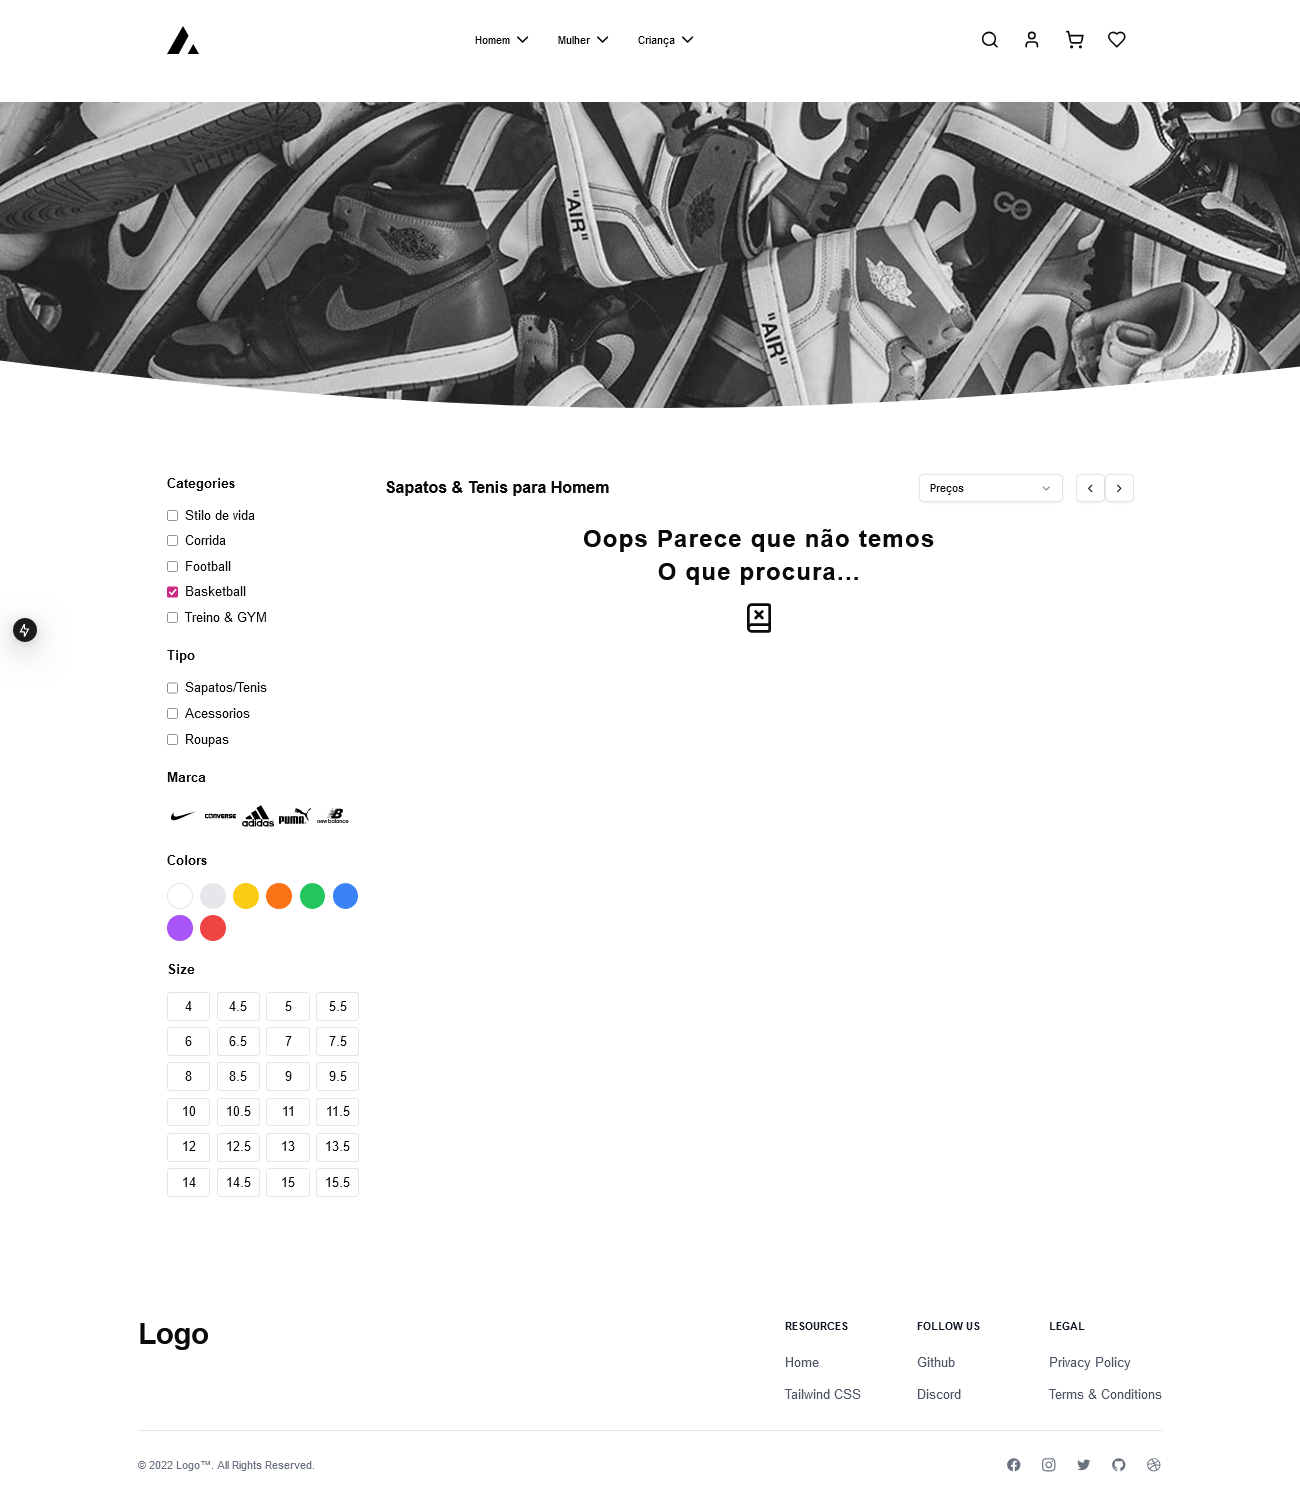 Homem
Mulher
Criança
"AIR"
"AIR"
Categories
Stilo de vida
Corrida
Football
Basketball
Treino & GYM
Tipo
Sapatos/Tenis
Acessorios
Roupas
Marca
CONVERSE
adidas
PUMA
new balance
Colors
Size
4 4.5 5 5.5
6 6.5 7 7.5
8 8.5 9 9.5
10 10.5 11 11.5
12 12.5 13 13.5
14 14.5 15 15.5
Sapatos & Tenis para Homem
Preços
Oops Parece que não temos
O que procura...
Logo
RESOURCES
Home
Tailwind CSS
FOLLOW US
Github
Discord
LEGAL
Privacy Policy
Terms & Conditions
© 2022 Logo™. All Rights Reserved.